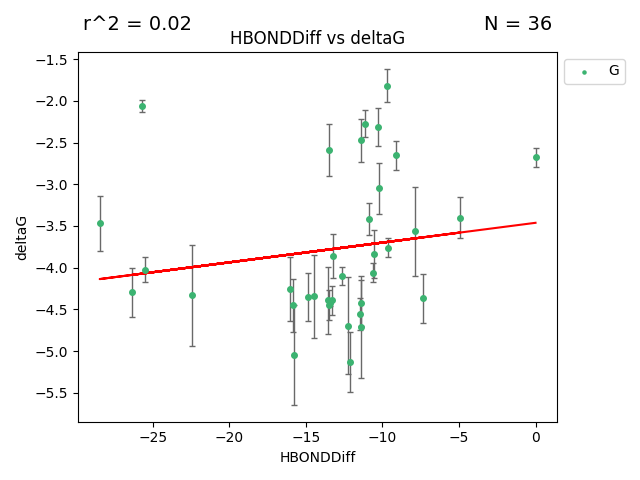 r^2 = 0.02
N = 36
HBONDDiff vs deltaG
G
−1.5
−2.0
−2.5
−3.0
−3.5
−4.0
−4.5
−5.0
−5.5
deltaG
−25
−20
−15
−10
−5
0
HBONDDiff